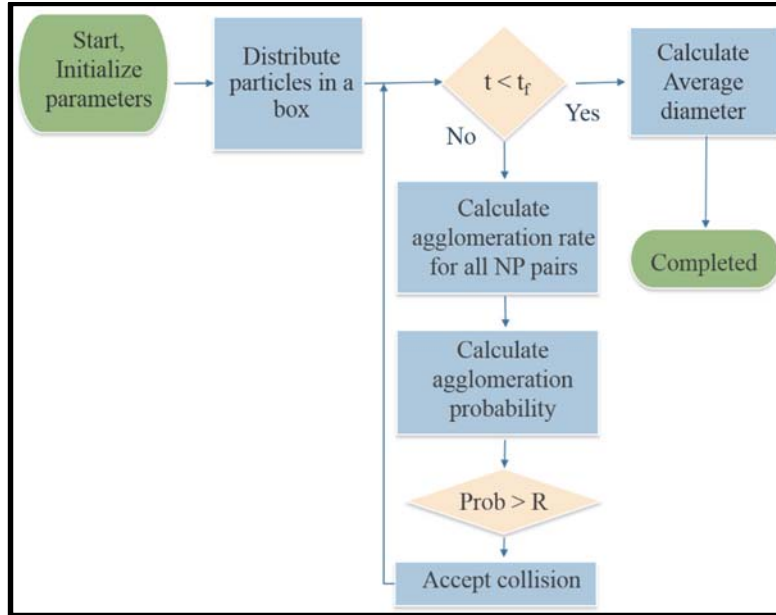 Start,
Initialize
parameters
Distribute
particles in a
box
t < t_f
Yes
No
Calculate
Average
diameter
Completed
Calculate
agglomeration rate
for all NP pairs
Calculate
agglomeration
probability
Prob > R
Accept collision